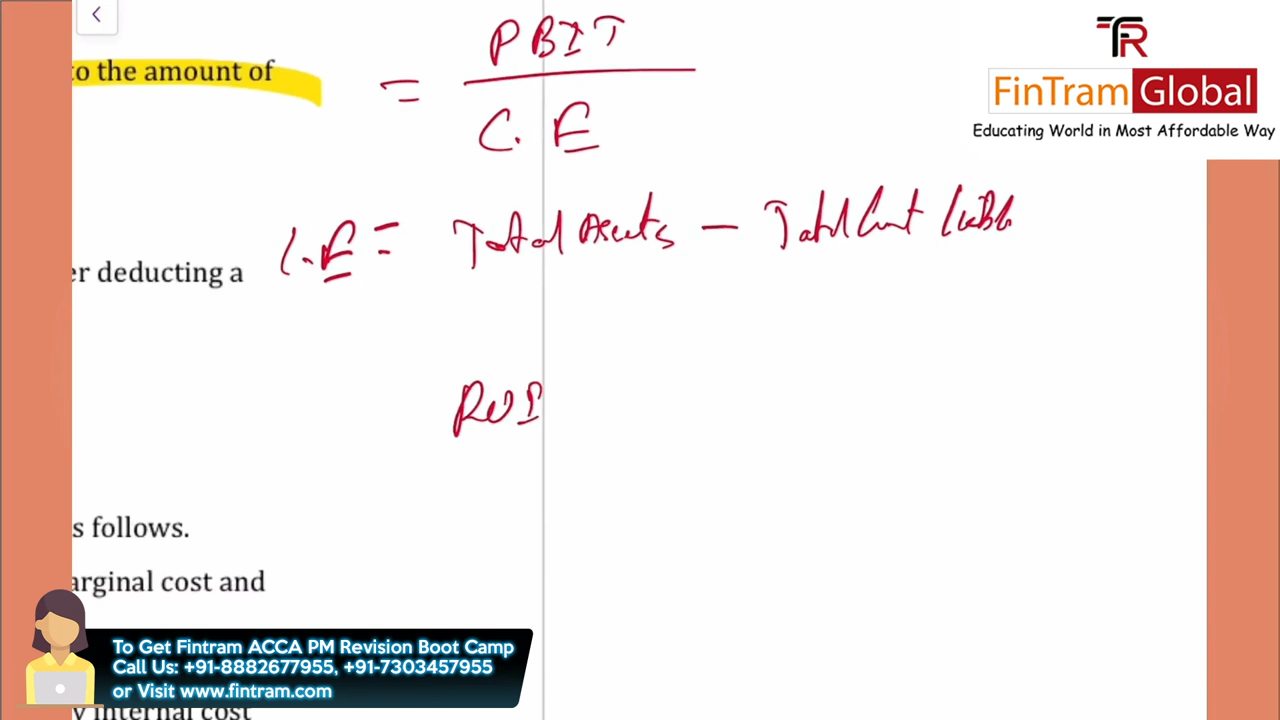 to the amount of
= PBIT
C.E
TR
FinTram Global
Educating World in Most Affordable Way
C.E = Total Assets - Total
er deducting a
ROI
s follows.
arginal cost and
To Get Fintram ACCA PM Revision Boot Camp
Call Us: +91-8882677955, +91-7303457955
or Visit www.fintram.com
y internal cost